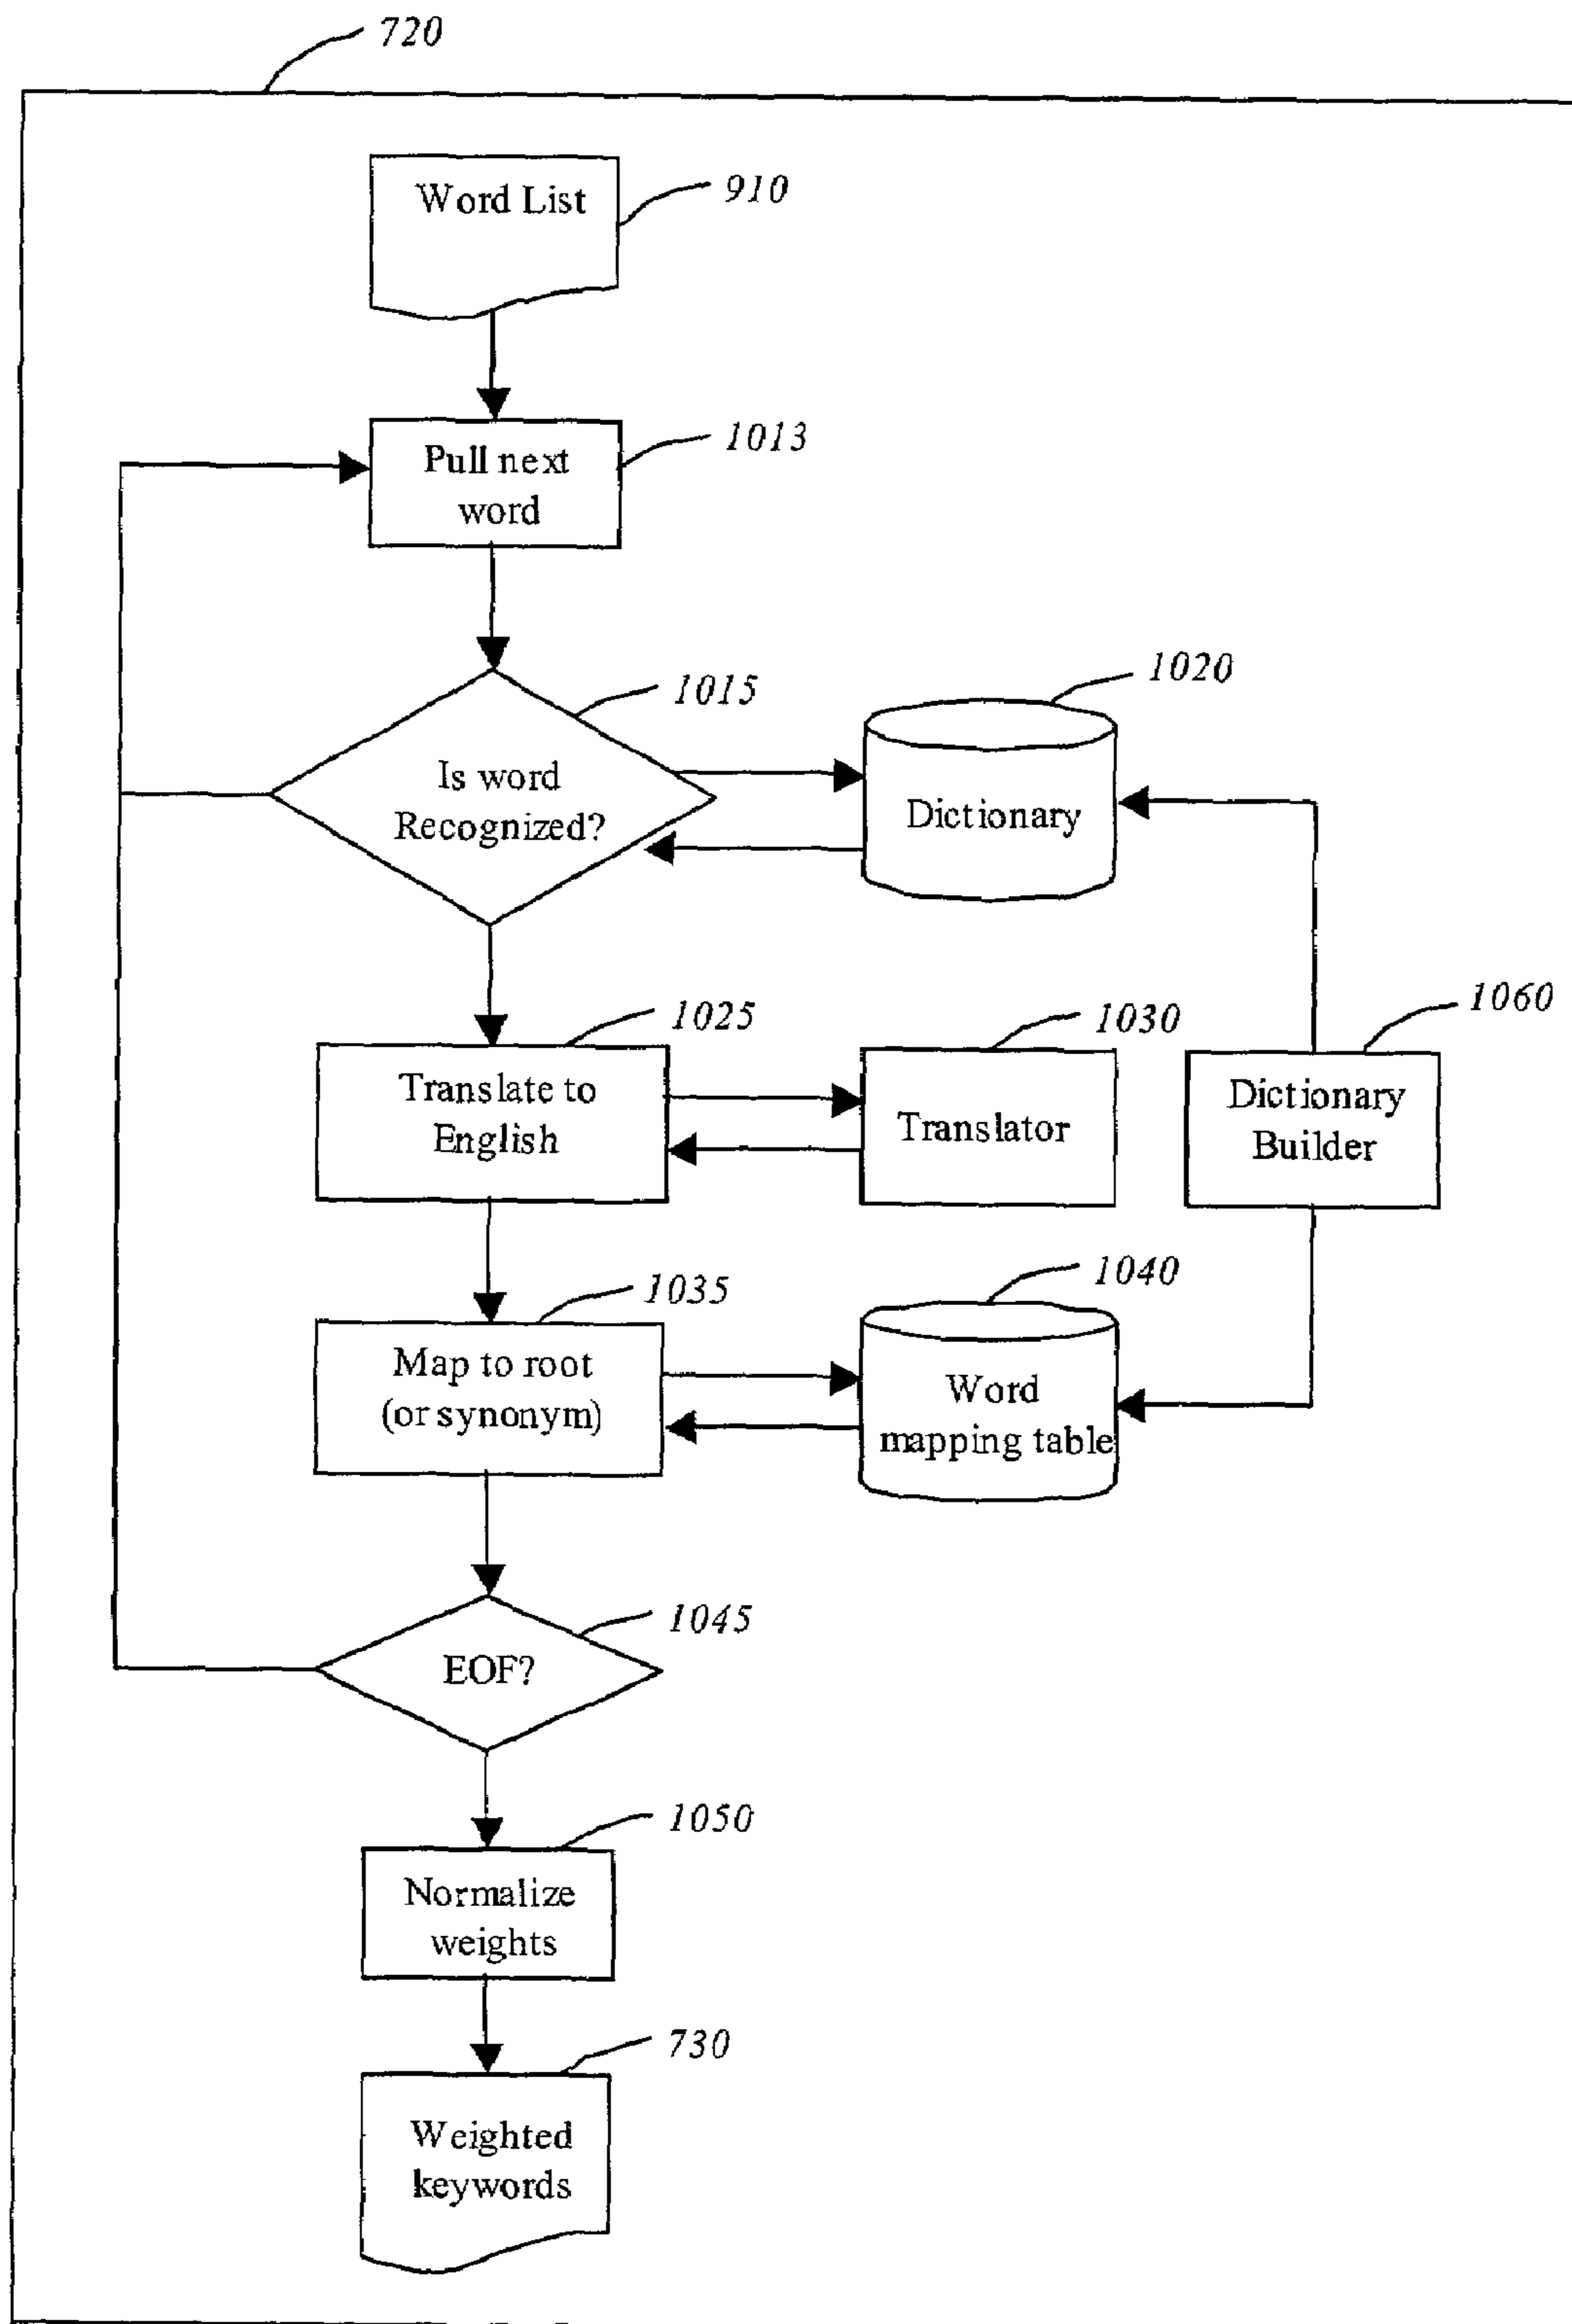 720
Word List
910
Pull next
word
1013
Is word
Recognized?
1015
Dictionary
1020
Translate to
English
1025
Translator
1030
Dictionary
Builder
1060
Map to root
(or synonym)
1035
Word
mapping table
1040
EOF?
1045
Normalize
weights
1050
Weighted
keywords
730